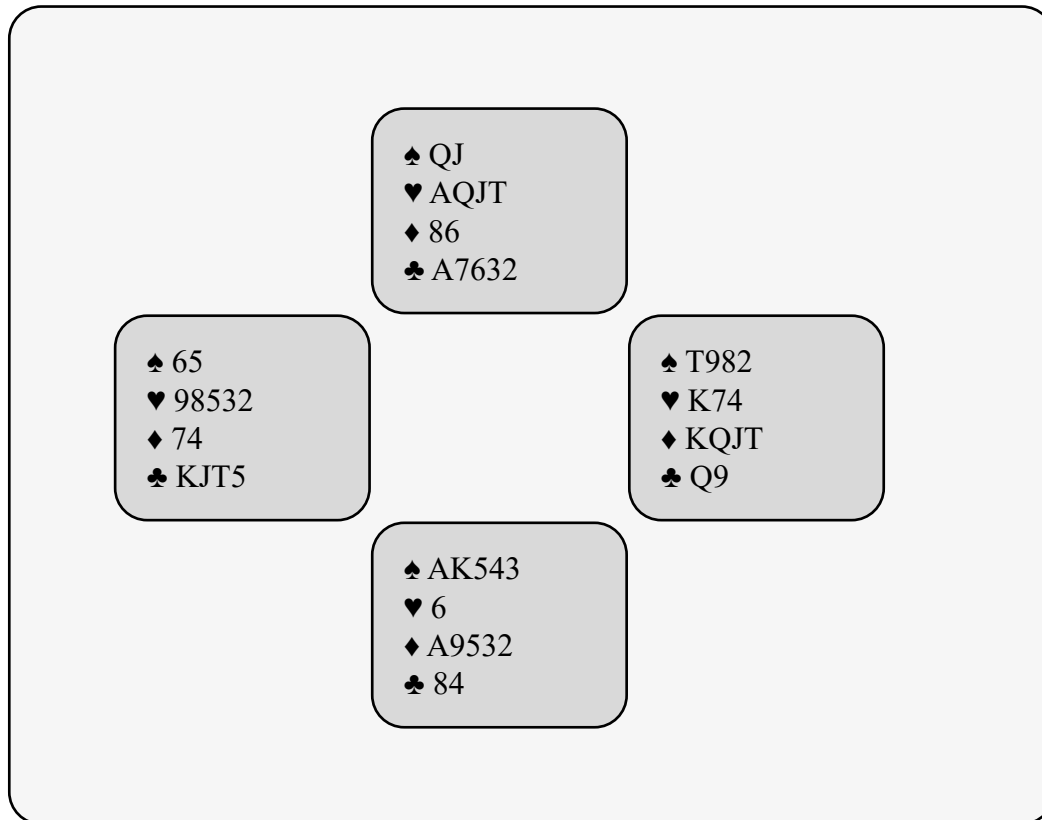 ♠ QJ
♥ AQJT
♦ 86
♣ A7632
♠ 65
♥ 98532
♦ 74
♣ KJT5
♠ T982
♥ K74
♦ KQJT
♣ Q9
♠ AK543
♥ 6
♦ A9532
♣ 84